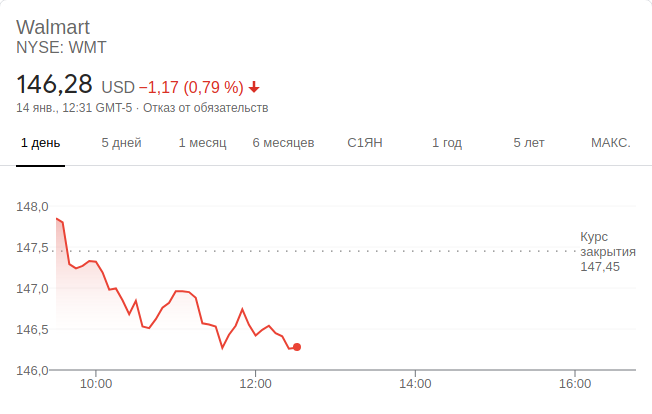 Walmart
NYSE: WMT
146,28 USD −1,17 (0,79 %)
14 янв., 12:31 GMT-5 · Отказ от обязательств
1 день 5 дней 1 месяц 6 месяцев С1ЯН 1 год 5 лет МАКС.
148,0
147,5
147,0
146,5
146,0
Курс
закрытия
147,45
10:00 12:00 14:00 16:00